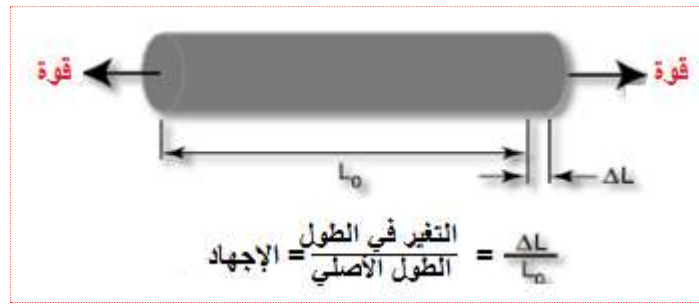 قوة قوة
L₀ ΔL
الإجهاد = التغير في الطول / الطول الأصلي = ΔL / L₀